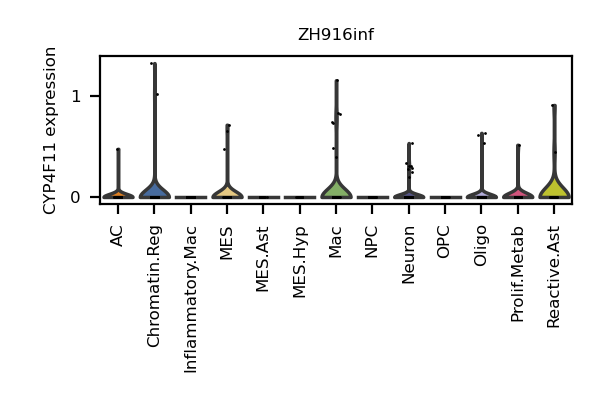 ZH916inf
CYP4F11 expression
1
0
AC
Chromatin.Reg
Inflammatory.Mac
MES
MES.Ast
MES.Hyp
Mac
NPC
Neuron
OPC
Oligo
Prolif.Metab
Reactive.Ast